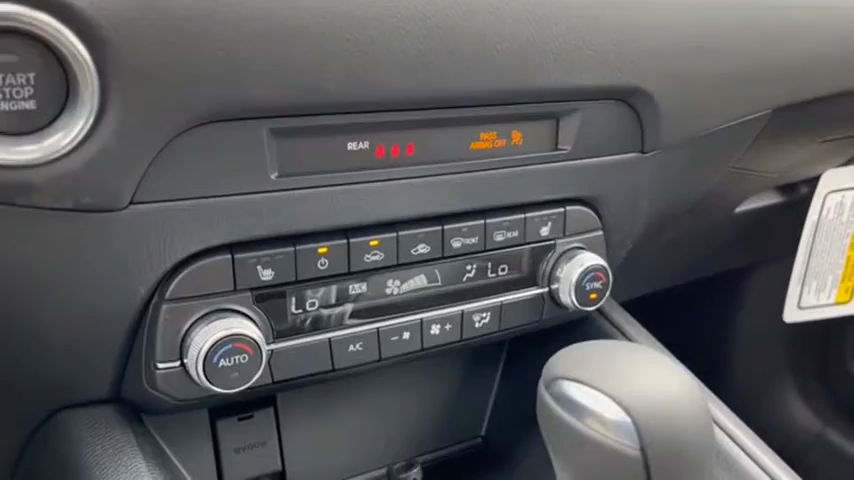 START
STOP
ENGINE
REAR
PASS
AIRBAG OFF
FRONT
REAR
Lo
A/C
Lo
SYNC
AUTO
A/C
- +